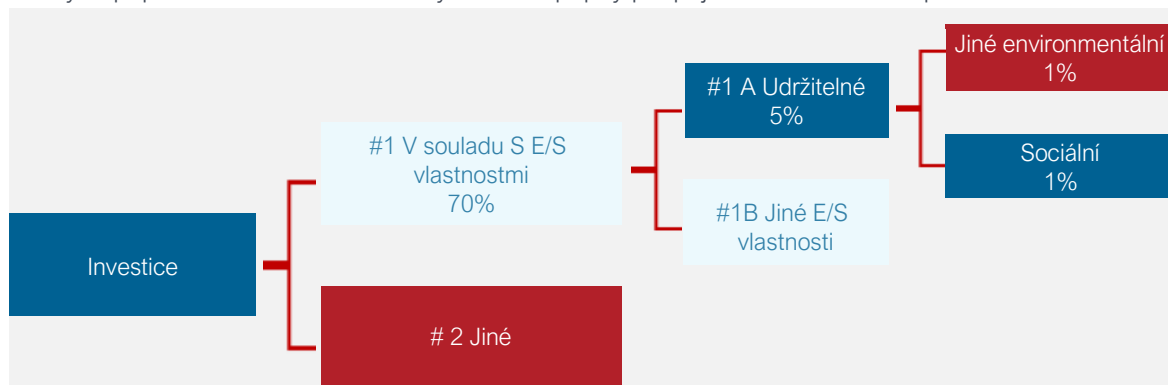 Jiné environmentální
1%
#1 A Udržitelné
5%
#1 V souladu S E/S
vlastnostmi
70%
Sociální
1%
#1B Jiné E/S
vlastnosti
Investice
# 2 Jiné